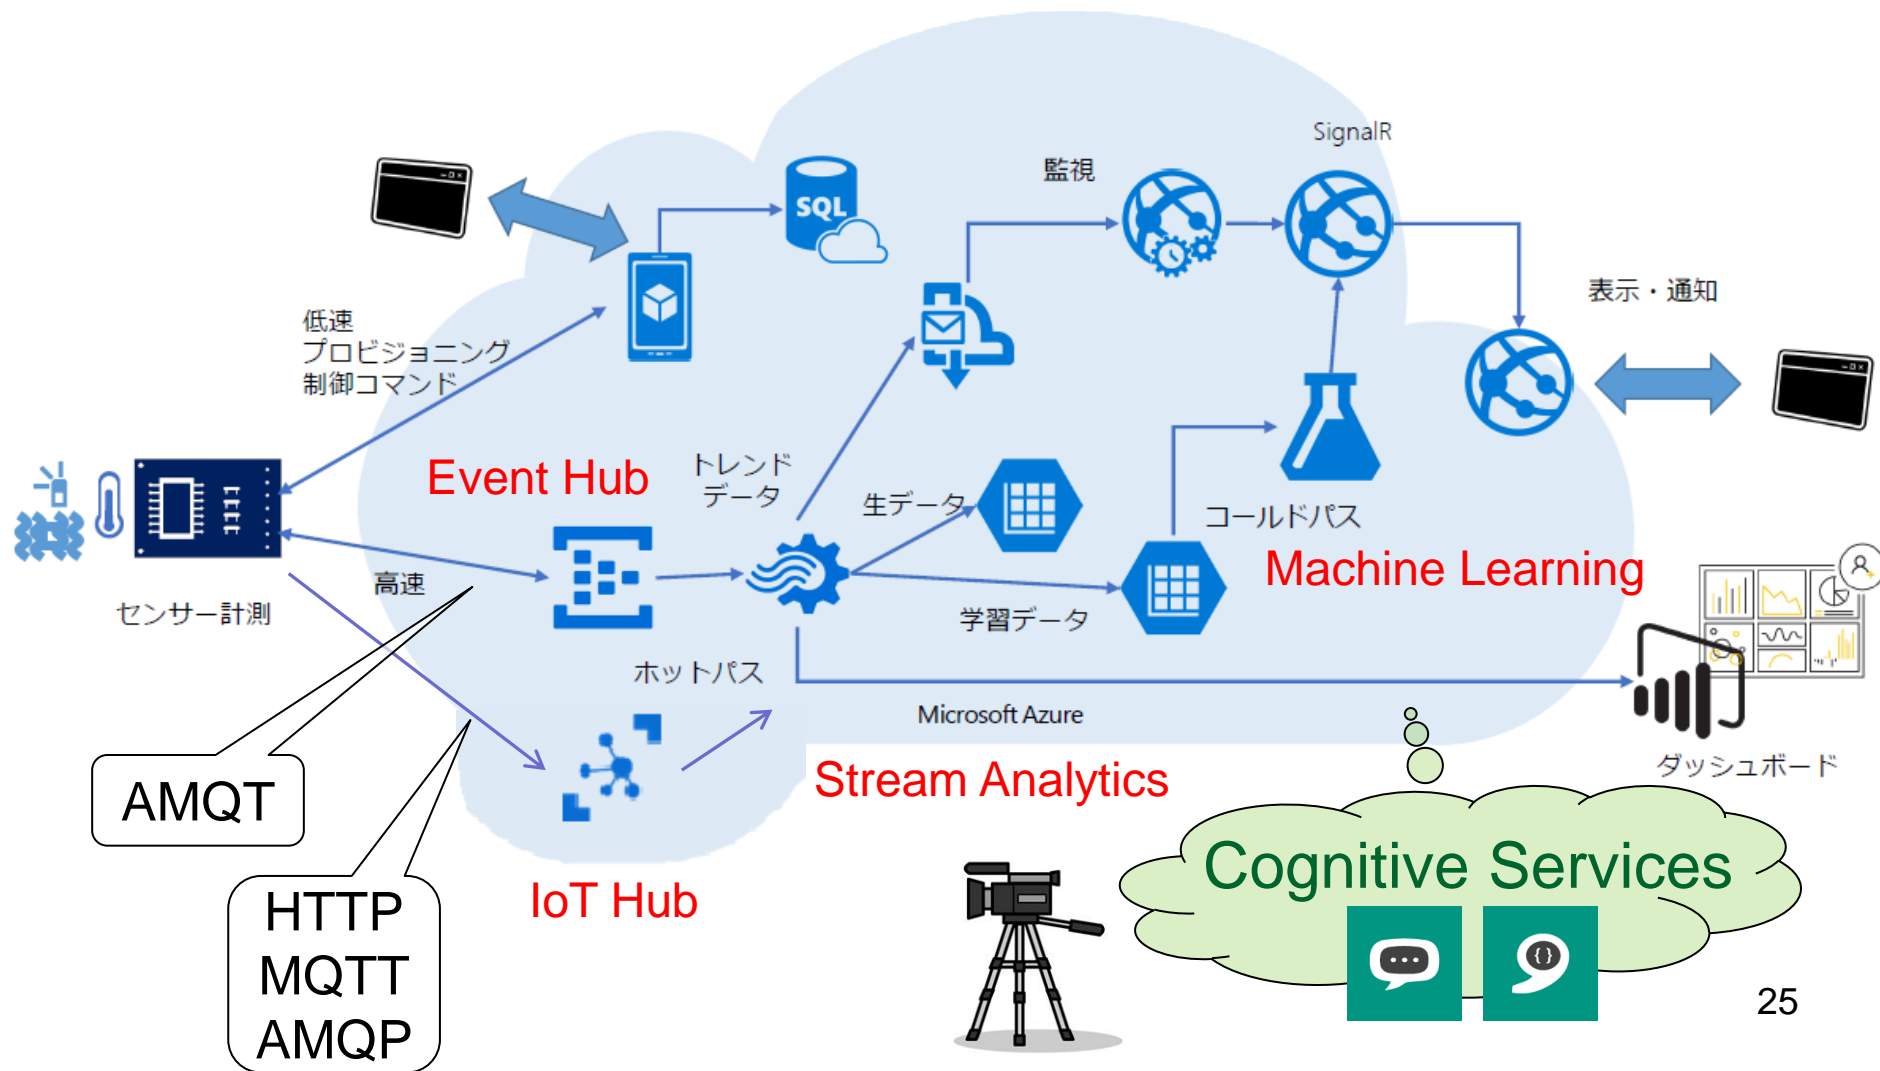 SignalR
監視
SQL
表示・通知
低速
プロビジョニング
制御コマンド
Event Hub
トレンド
データ
生データ
コールドパス
Machine Learning
高速
センサー計測
学習データ
ホットパス
Microsoft Azure
ダッシュボード
Stream Analytics
AMQT
IoT Hub
HTTP
MQTT
AMQP
Cognitive Services
{}
25